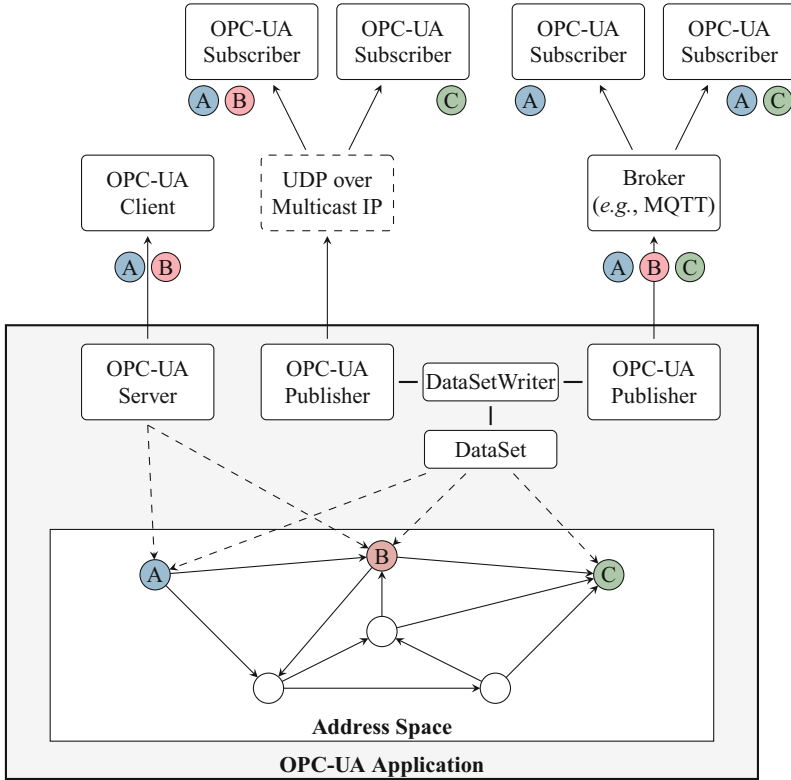 OPC-UA
Subscriber
OPC-UA
Subscriber
OPC-UA
Subscriber
OPC-UA
Subscriber
A
B
C
A
A
C
OPC-UA
Client
UDP over
Multicast IP
Broker
(e.g., MQTT)
A
B
A
B
C
OPC-UA
Server
OPC-UA
Publisher
DataSetWriter
OPC-UA
Publisher
DataSet
A
B
C
Address Space
OPC-UA Application